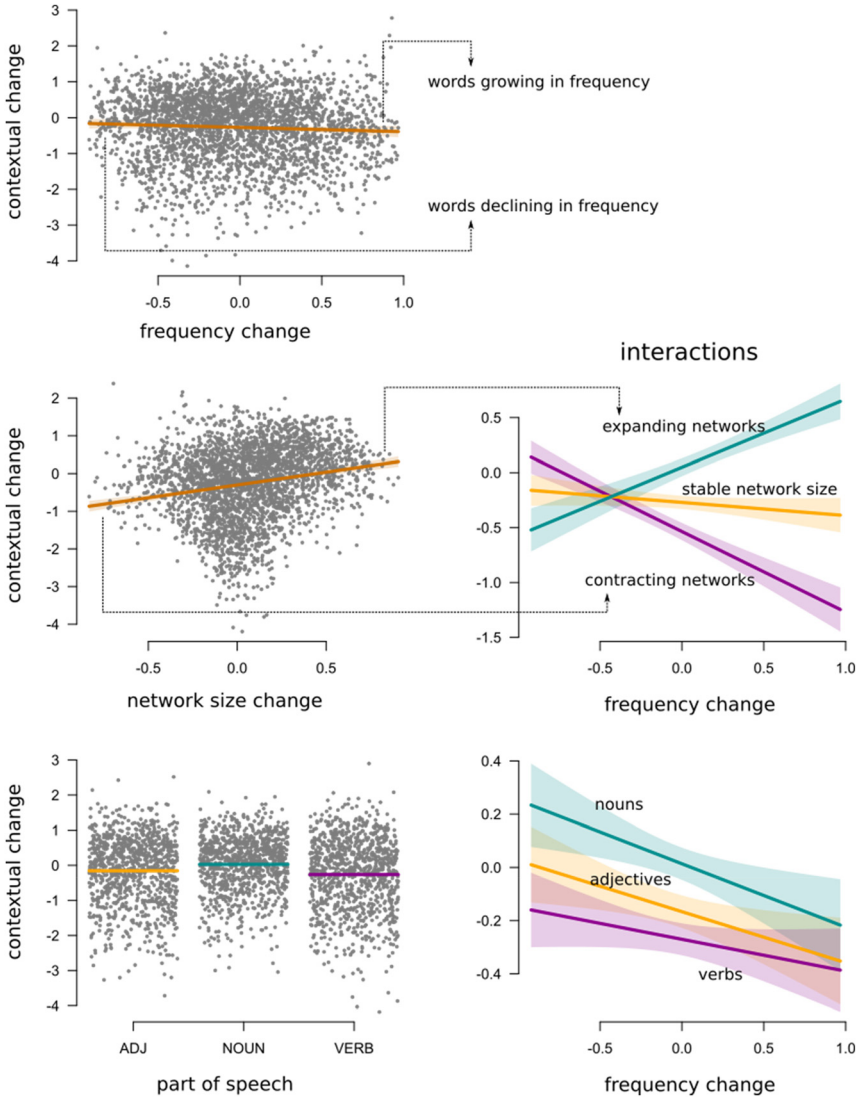 3
2
1
0
-1
-2
-3
-4
contextual change
words growing in frequency
words declining in frequency
-0.5 0.0 0.5 1.0
frequency change
interactions
2
1
0
-1
-2
-3
-4
contextual change
-0.5 0.0 0.5
network size change
0.5
0.0
-0.5
-1.0
-1.5
expanding networks
stable network size
contracting networks
-0.5 0.0 0.5 1.0
frequency change
3
2
1
0
-1
-2
-3
-4
contextual change
ADJ NOUN VERB
part of speech
0.4
0.2
0.0
-0.2
-0.4
nouns
adjectives
verbs
-0.5 0.0 0.5 1.0
frequency change